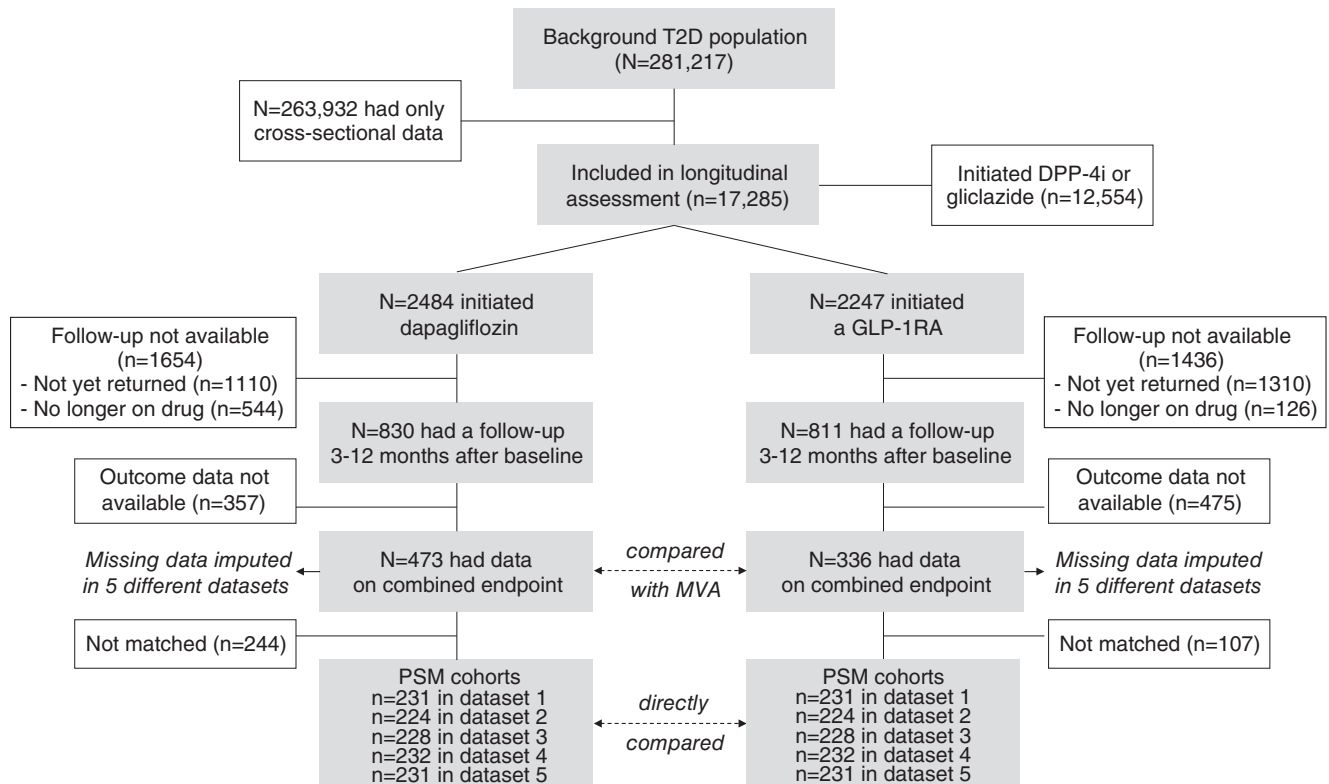 Background T2D population
(N=281,217)
N=263,932 had only
cross-sectional data
Included in longitudinal
assessment (n=17,285)
Initiated DPP-4i or
gliclazide (n=12,554)
N=2484 initiated
dapagliflozin
N=2247 initiated
a GLP-1RA
Follow-up not available
(n=1654)
- Not yet returned (n=1110)
- No longer on drug (n=544)
Follow-up not available
(n=1436)
- Not yet returned (n=1310)
- No longer on drug (n=126)
N=830 had a follow-up
3-12 months after baseline
N=811 had a follow-up
3-12 months after baseline
Outcome data not
available (n=357)
Outcome data not
available (n=475)
Missing data imputed
in 5 different datasets
N=473 had data
on combined endpoint
compared
with MVA
N=336 had data
on combined endpoint
Missing data imputed
in 5 different datasets
Not matched (n=244)
Not matched (n=107)
PSM cohorts
n=231 in dataset 1
n=224 in dataset 2
n=228 in dataset 3
n=232 in dataset 4
n=231 in dataset 5
directly
compared
PSM cohorts
n=231 in dataset 1
n=224 in dataset 2
n=228 in dataset 3
n=232 in dataset 4
n=231 in dataset 5